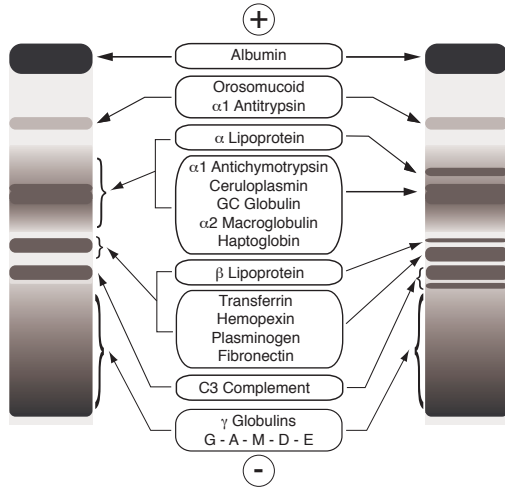 +
Albumin
Orosomucoid
α1 Antitrypsin
α Lipoprotein
α1 Antichymotrypsin
Ceruloplasmin
GC Globulin
α2 Macroglobulin
Haptoglobin
β Lipoprotein
Transferrin
Hemopexin
Plasminogen
Fibronectin
C3 Complement
γ Globulins
G - A - M - D - E
-